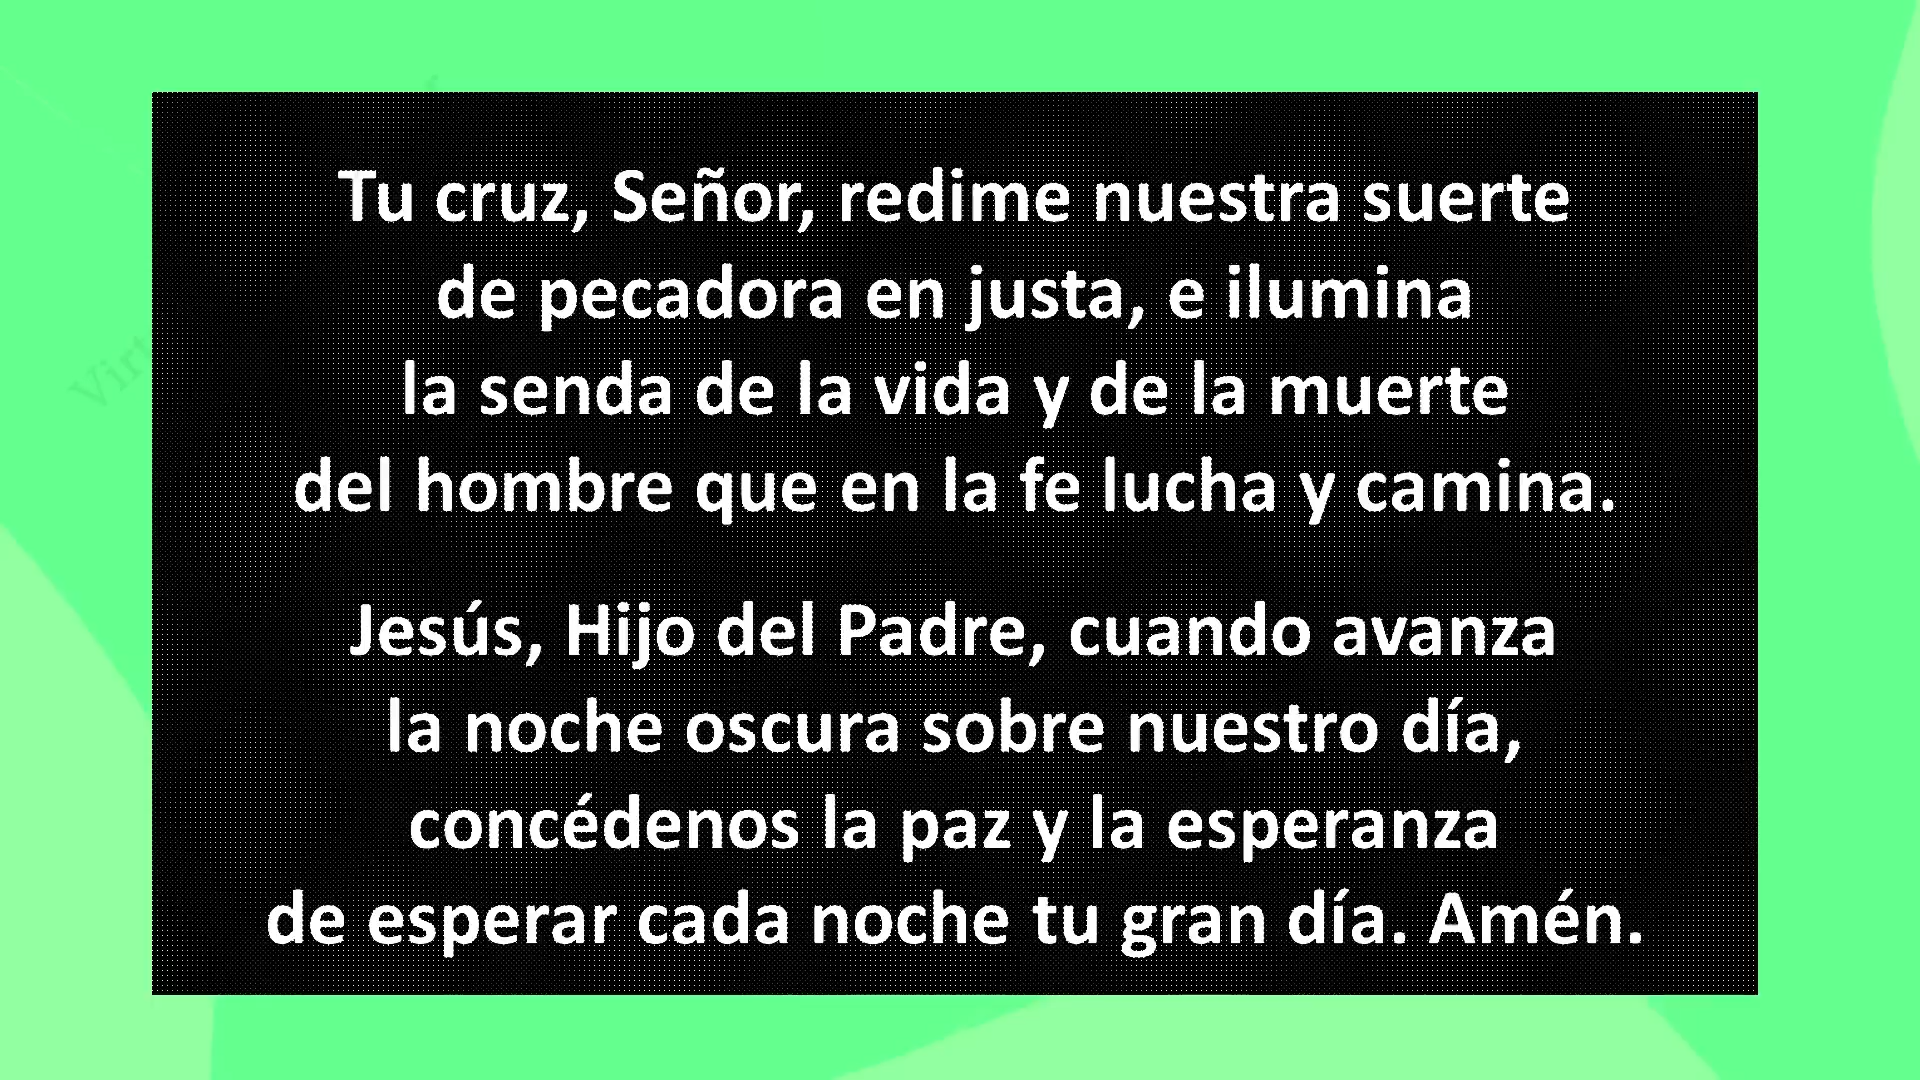 Tu cruz, Señor, redime nuestra suerte
de pecadora en justa, e ilumina
la senda de la vida y de la muerte
del hombre que en la fe lucha y camina.
Jesús, Hijo del Padre, cuando avanza
la noche oscura sobre nuestro día,
concédenos la paz y la esperanza
de esperar cada noche tu gran día. Amén.